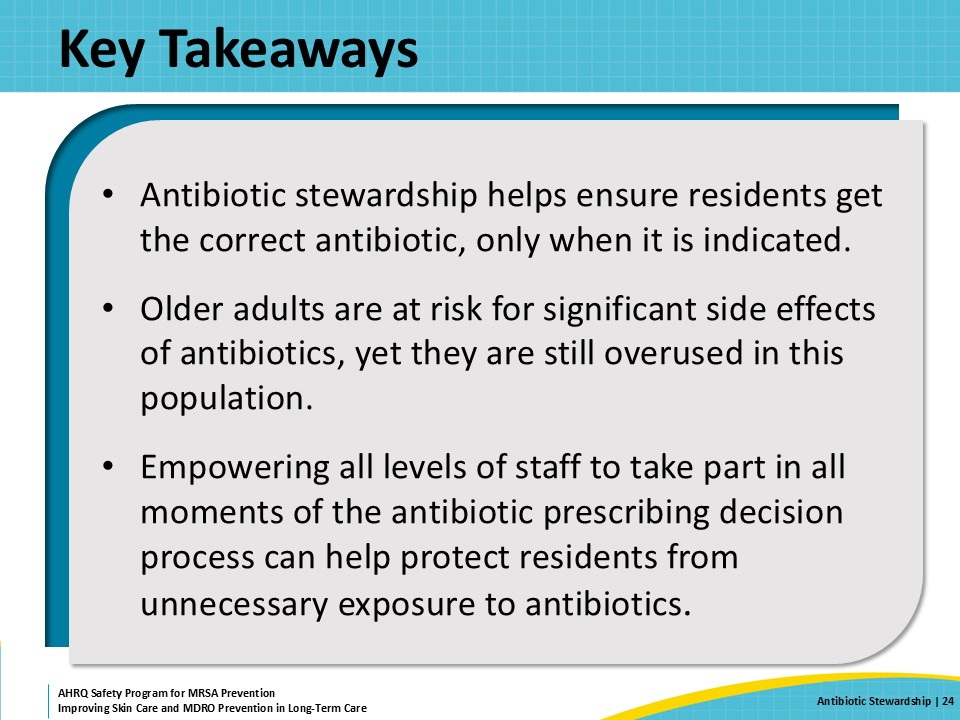 Key Takeaways
• Antibiotic stewardship helps ensure residents get
the correct antibiotic, only when it is indicated.
• Older adults are at risk for significant side effects
of antibiotics, yet they are still overused in this
population.
• Empowering all levels of staff to take part in all
moments of the antibiotic prescribing decision
process can help protect residents from
unnecessary exposure to antibiotics.
AHRQ Safety Program for MRSA Prevention
Improving Skin Care and MDRO Prevention in Long-Term Care
Antibiotic Stewardship | 24